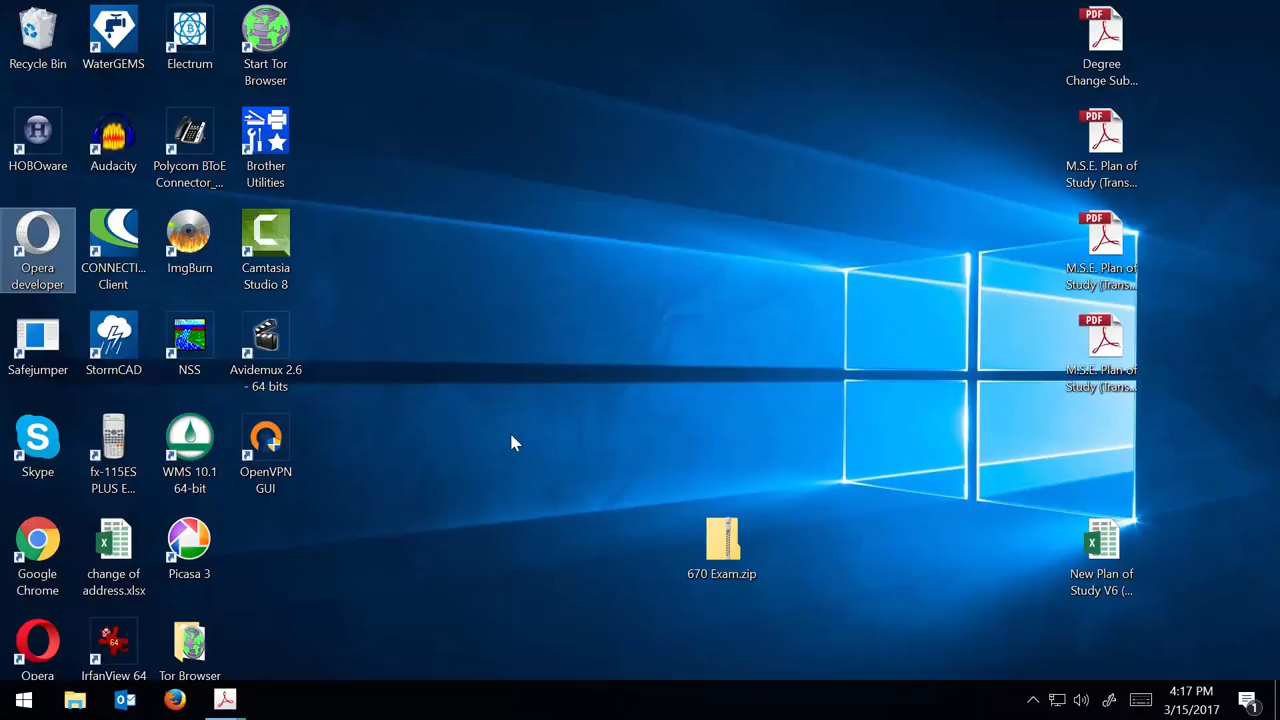 Recycle Bin
WaterGEMS
Electrum
Start Tor
Browser
PDF
Degree
Change Sub...
H
HOBOware
Audacity
Polycom BToE
Connector_...
Brother
Utilities
PDF
M.S.E. Plan of
Study (Trans...
Opera
developer
CONNECTI...
Client
ImgBurn
C
Camtasia
Studio 8
PDF
M.S.E. Plan of
Study (Trans...
Safejumper
StormCAD
NSS
Avidemux 2.6
- 64 bits
PDF
M.S.E. Plan of
Study (Trans...
S
Skype
fx-115ES
PLUS E...
WMS 10.1
64-bit
OpenVPN
GUI
Google
Chrome
X
change of
address.xlsx
Picasa 3
670 Exam.zip
X
New Plan of
Study V6 (...
Opera
64
IrfanView 64
Tor Browser
4:17 PM
3/15/2017
1